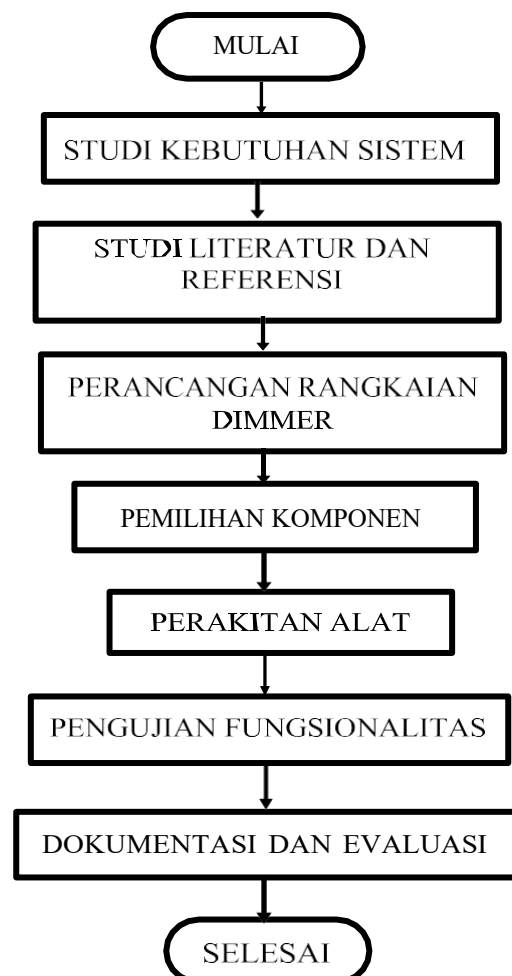 MULAI
STUDI KEBUTUHAN SISTEM
STUDI LITERATUR DAN
REFERENSI
PERANCANGAN RANGKAIAN
DIMMER
PEMILIHAN KOMPONEN
PERAKITAN ALAT
PENGUJIAN FUNGSIONALITAS
DOKUMENTASI DAN EVALUASI
SELESAI